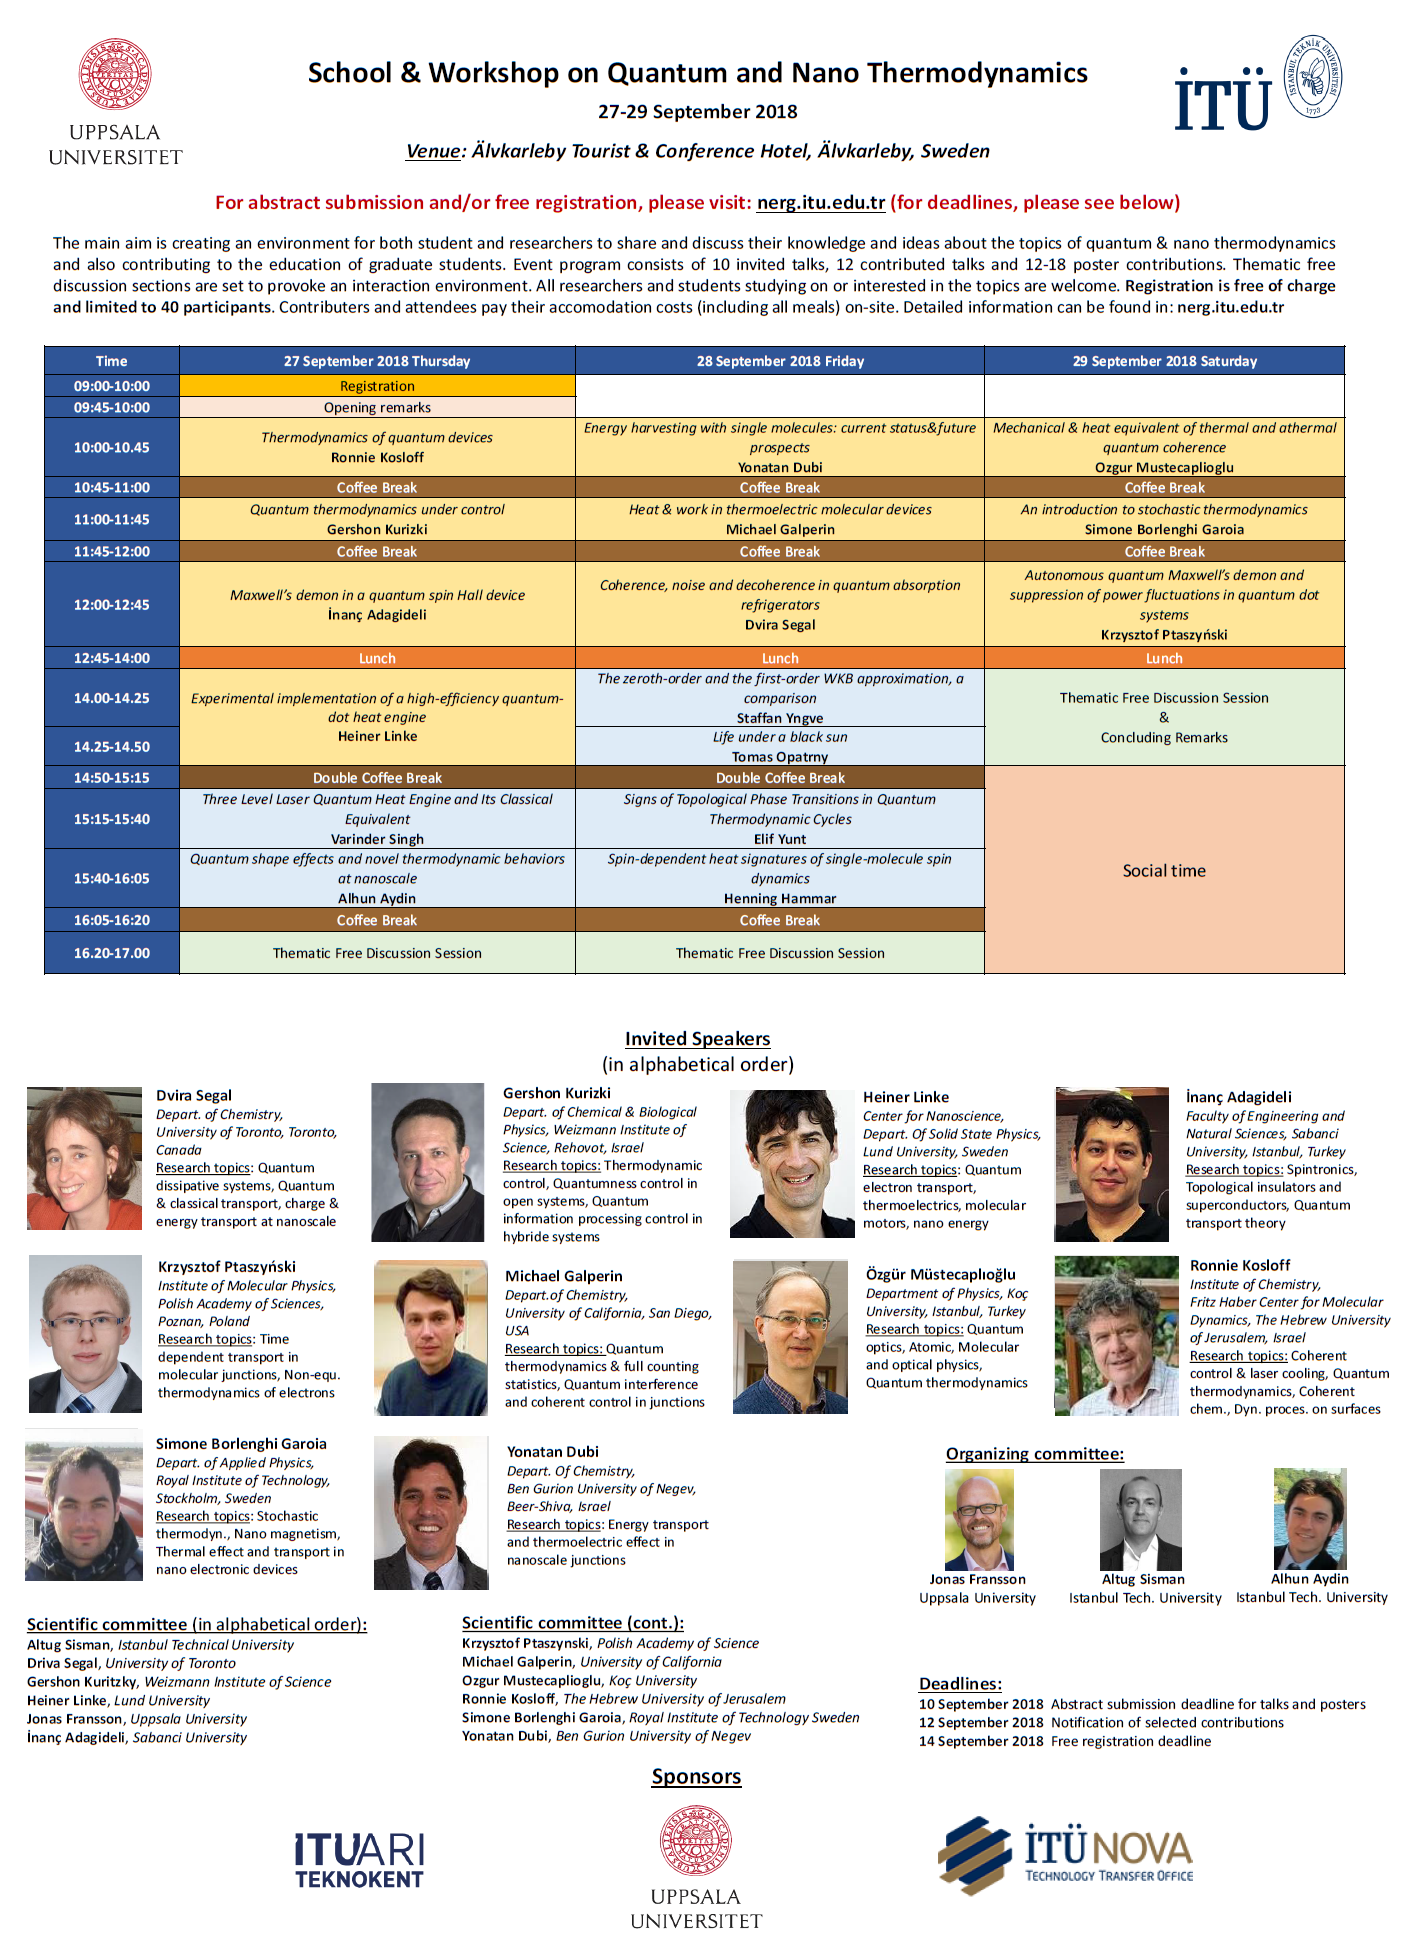 UPPSALA
UNIVERSITET
School & Workshop on Quantum and Nano Thermodynamics
27-29 September 2018
Venue: Älvkarleby Tourist & Conference Hotel, Älvkarleby, Sweden
İTÜ
İSTANBUL TEKNİK ÜNİVERSİTESİ
1773
For abstract submission and/or free registration, please visit: nerg.itu.edu.tr (for deadlines, please see below)
The main aim is creating an environment for both student and researchers to share and discuss their knowledge and ideas about the topics of quantum & nano thermodynamics
and also contributing to the education of graduate students. Event program consists of 10 invited talks, 12 contributed talks and 12-18 poster contributions. Thematic free
discussion sections are set to provoke an interaction environment. All researchers and students studying on or interested in the topics are welcome. Registration is free of charge
and limited to 40 participants. Contributers and attendees pay their accomodation costs (including all meals) on-site. Detailed information can be found in: nerg.itu.edu.tr
Time
27 September 2018 Thursday
28 September 2018 Friday
29 September 2018 Saturday
09:00-10:00
Registration
09:45-10:00
Opening remarks
10:00-10.45
Thermodynamics of quantum devices
Ronnie Kosloff
Energy harvesting with single molecules: current status&future
prospects
Yonatan Dubi
Mechanical & heat equivalent of thermal and athermal
quantum coherence
Ozgur Mustecaplioglu
10:45-11:00
Coffee Break
Coffee Break
Coffee Break
11:00-11:45
Quantum thermodynamics under control
Gershon Kurizki
Heat & work in thermoelectric molecular devices
Michael Galperin
An introduction to stochastic thermodynamics
Simone Borlenghi Garoia
11:45-12:00
Coffee Break
Coffee Break
Coffee Break
12:00-12:45
Maxwell's demon in a quantum spin Hall device
İnanç Adagideli
Coherence, noise and decoherence in quantum absorption
refrigerators
Dvira Segal
Autonomous quantum Maxwell's demon and
suppression of power fluctuations in quantum dot
systems
Krzysztof Ptaszyński
12:45-14:00
Lunch
Lunch
Lunch
14.00-14.25
Experimental implementation of a high-efficiency quantum-
dot heat engine
Heiner Linke
The zeroth-order and the first-order WKB approximation, a
comparison
Staffan Yngve
Thematic Free Discussion Session
&
Concluding Remarks
14.25-14.50
Life under a black sun
Tomas Opatrny
14:50-15:15
Double Coffee Break
Double Coffee Break
15:15-15:40
Three Level Laser Quantum Heat Engine and Its Classical
Equivalent
Varinder Singh
Signs of Topological Phase Transitions in Quantum
Thermodynamic Cycles
Elif Yunt
Social time
15:40-16:05
Quantum shape effects and novel thermodynamic behaviors
at nanoscale
Alhun Aydin
Spin-dependent heat signatures of single-molecule spin
dynamics
Henning Hammar
16:05-16:20
Coffee Break
Coffee Break
16.20-17.00
Thematic Free Discussion Session
Thematic Free Discussion Session
Invited Speakers
(in alphabetical order)
Dvira Segal
Depart. of Chemistry,
University of Toronto, Toronto,
Canada
Research topics: Quantum
dissipative systems, Quantum
& classical transport, charge &
energy transport at nanoscale
Gershon Kurizki
Depart. of Chemical & Biological
Physics, Weizmann Institute of
Science, Rehovot, Israel
Research topics: Thermodynamic
control, Quantumness control in
open systems, Quantum
information processing control in
hybride systems
Heiner Linke
Center for Nanoscience,
Depart. Of Solid State Physics,
Lund University, Sweden
Research topics: Quantum
electron transport,
thermoelectrics, molecular
motors, nano energy
İnanç Adagideli
Faculty of Engineering and
Natural Sciences, Sabanci
University, Istanbul, Turkey
Research topics: Spintronics,
Topological insulators and
superconductors, Quantum
transport theory
Krzysztof Ptaszyński
Institute of Molecular Physics,
Polish Academy of Sciences,
Poznan, Poland
Research topics: Time
dependent transport in
molecular junctions, Non-equ.
thermodynamics of electrons
Michael Galperin
Depart.of Chemistry,
University of California, San Diego,
USA
Research topics: Quantum
thermodynamics & full counting
statistics, Quantum interference
and coherent control in junctions
Özgür Müstecaplıoğlu
Department of Physics, Koç
University, Istanbul, Turkey
Research topics: Quantum
optics, Atomic, Molecular
and optical physics,
Quantum thermodynamics
Ronnie Kosloff
Institute of Chemistry,
Fritz Haber Center for Molecular
Dynamics, The Hebrew University
of Jerusalem, Israel
Research topics: Coherent
control & laser cooling, Quantum
thermodynamics, Coherent
chem., Dyn. proces. on surfaces
Simone Borlenghi Garoia
Depart. of Applied Physics,
Royal Institute of Technology,
Stockholm, Sweden
Research topics: Stochastic
thermodyn., Nano magnetism,
Thermal effect and transport in
nano electronic devices
Yonatan Dubi
Depart. Of Chemistry,
Ben Gurion University of Negev,
Beer-Shiva, Israel
Research topics: Energy transport
and thermoelectric effect in
nanoscale junctions
Organizing committee:
Jonas Fransson
Uppsala University
Altug Sisman
Istanbul Tech. University
Alhun Aydin
Istanbul Tech. University
Scientific committee (in alphabetical order):
Altug Sisman, Istanbul Technical University
Driva Segal, University of Toronto
Gershon Kuritzky, Weizmann Institute of Science
Heiner Linke, Lund University
Jonas Fransson, Uppsala University
İnanç Adagideli, Sabanci University
Scientific committee (cont.):
Krzysztof Ptaszynski, Polish Academy of Science
Michael Galperin, University of California
Ozgur Mustecaplioglu, Koç University
Ronnie Kosloff, The Hebrew University of Jerusalem
Simone Borlenghi Garoia, Royal Institute of Technology Sweden
Yonatan Dubi, Ben Gurion University of Negev
Deadlines:
10 September 2018 Abstract submission deadline for talks and posters
12 September 2018 Notification of selected contributions
14 September 2018 Free registration deadline
Sponsors
ITUARI
TEKNOKENT
UPPSALA
UNIVERSITET
İTÜNOVA
TECHNOLOGY TRANSFER OFFICE